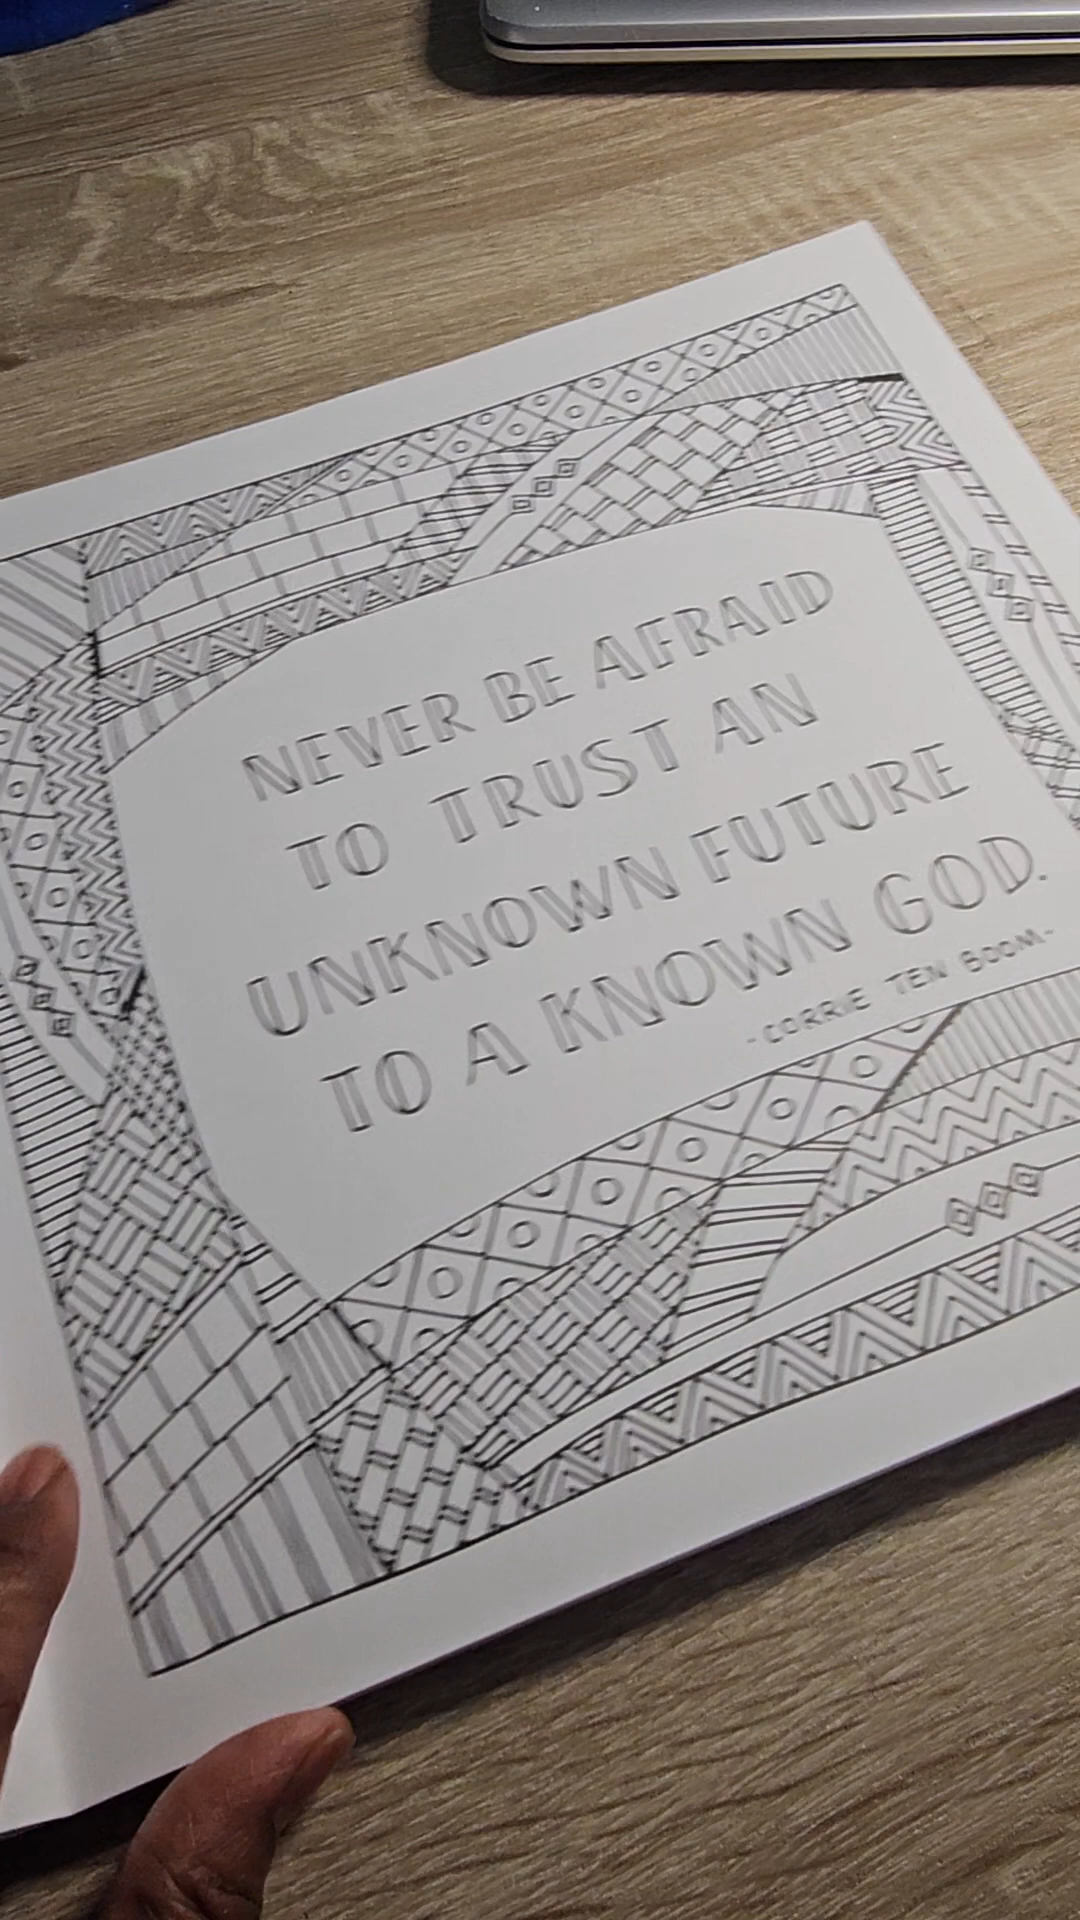 NEVER BE AFRAID
TO TRUST AN
UNKNOWN FUTURE
TO A KNOWN GOD.
-CORRIE TEN BOOM-